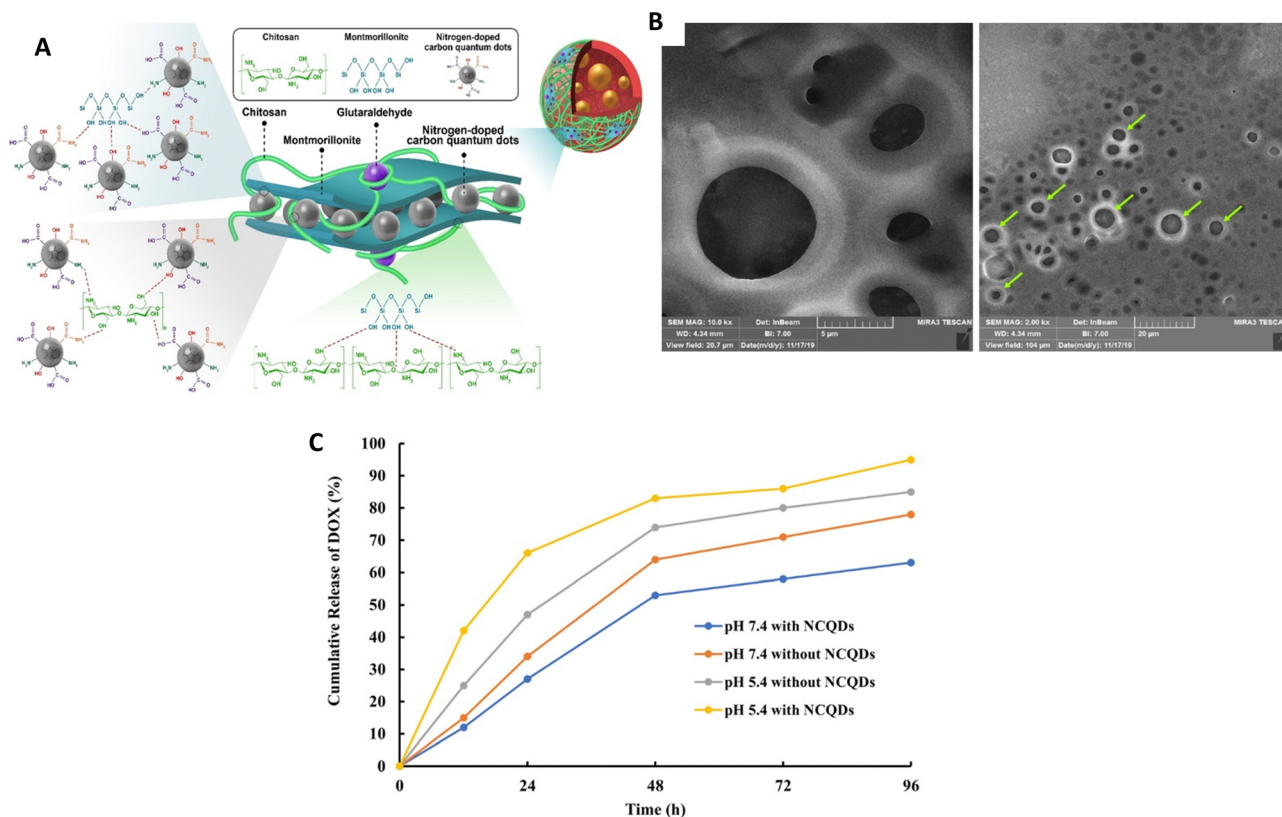 A
Chitosan
Montmorillonite
Nitrogen-doped
carbon quantum dots
Chitosan
Glutaraldehyde
Montmorillonite
Nitrogen-doped
carbon quantum dots
B
SEM MAG: 10.0 kx
Det: InBeam
MIRA3 TESCAN
WD: 4.34 mm
BI: 7.00
5 µm
View field: 20.7 µm
Date(m/d/y): 11/17/19
SEM MAG: 2.00 kx
Det: InBeam
MIRA3 TESCAN
WD: 4.34 mm
BI: 7.00
20 µm
View field: 104 µm
Date(m/d/y): 11/17/19
C
Cumulative Release of DOX (%)
100
90
80
70
60
50
40
30
20
10
0
pH 7.4 with NCQDs
pH 7.4 without NCQDs
pH 5.4 without NCQDs
pH 5.4 with NCQDs
0 24 48 72 96
Time (h)